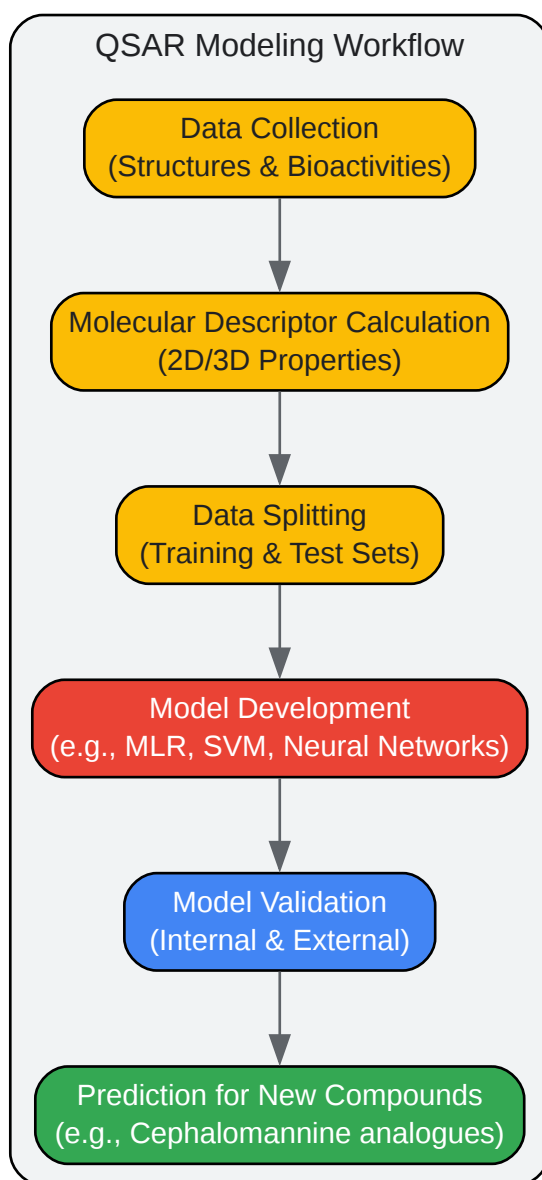 QSAR Modeling Workflow
Data Collection
(Structures & Bioactivities)
Molecular Descriptor Calculation
(2D/3D Properties)
Data Splitting
(Training & Test Sets)
Model Development
(e.g., MLR, SVM, Neural Networks)
Model Validation
(Internal & External)
Prediction for New Compounds
(e.g., Cephalomannine analogues)